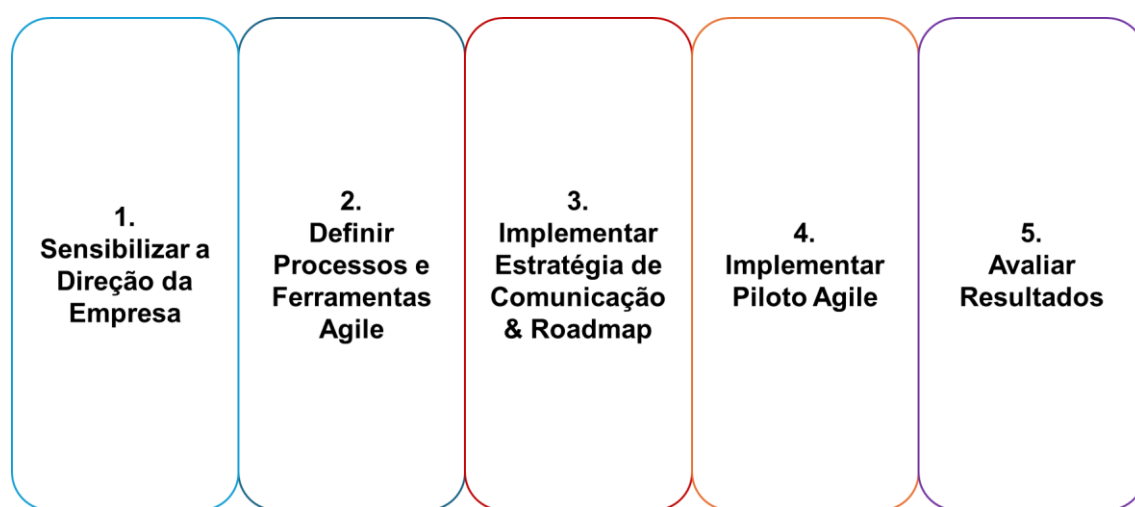 1.
Sensibilizar a
Direção da
Empresa
2.
Definir
Processos e
Ferramentas
Agile
3.
Implementar
Estratégia de
Comunicação
& Roadmap
4.
Implementar
Piloto Agile
5.
Avaliar
Resultados